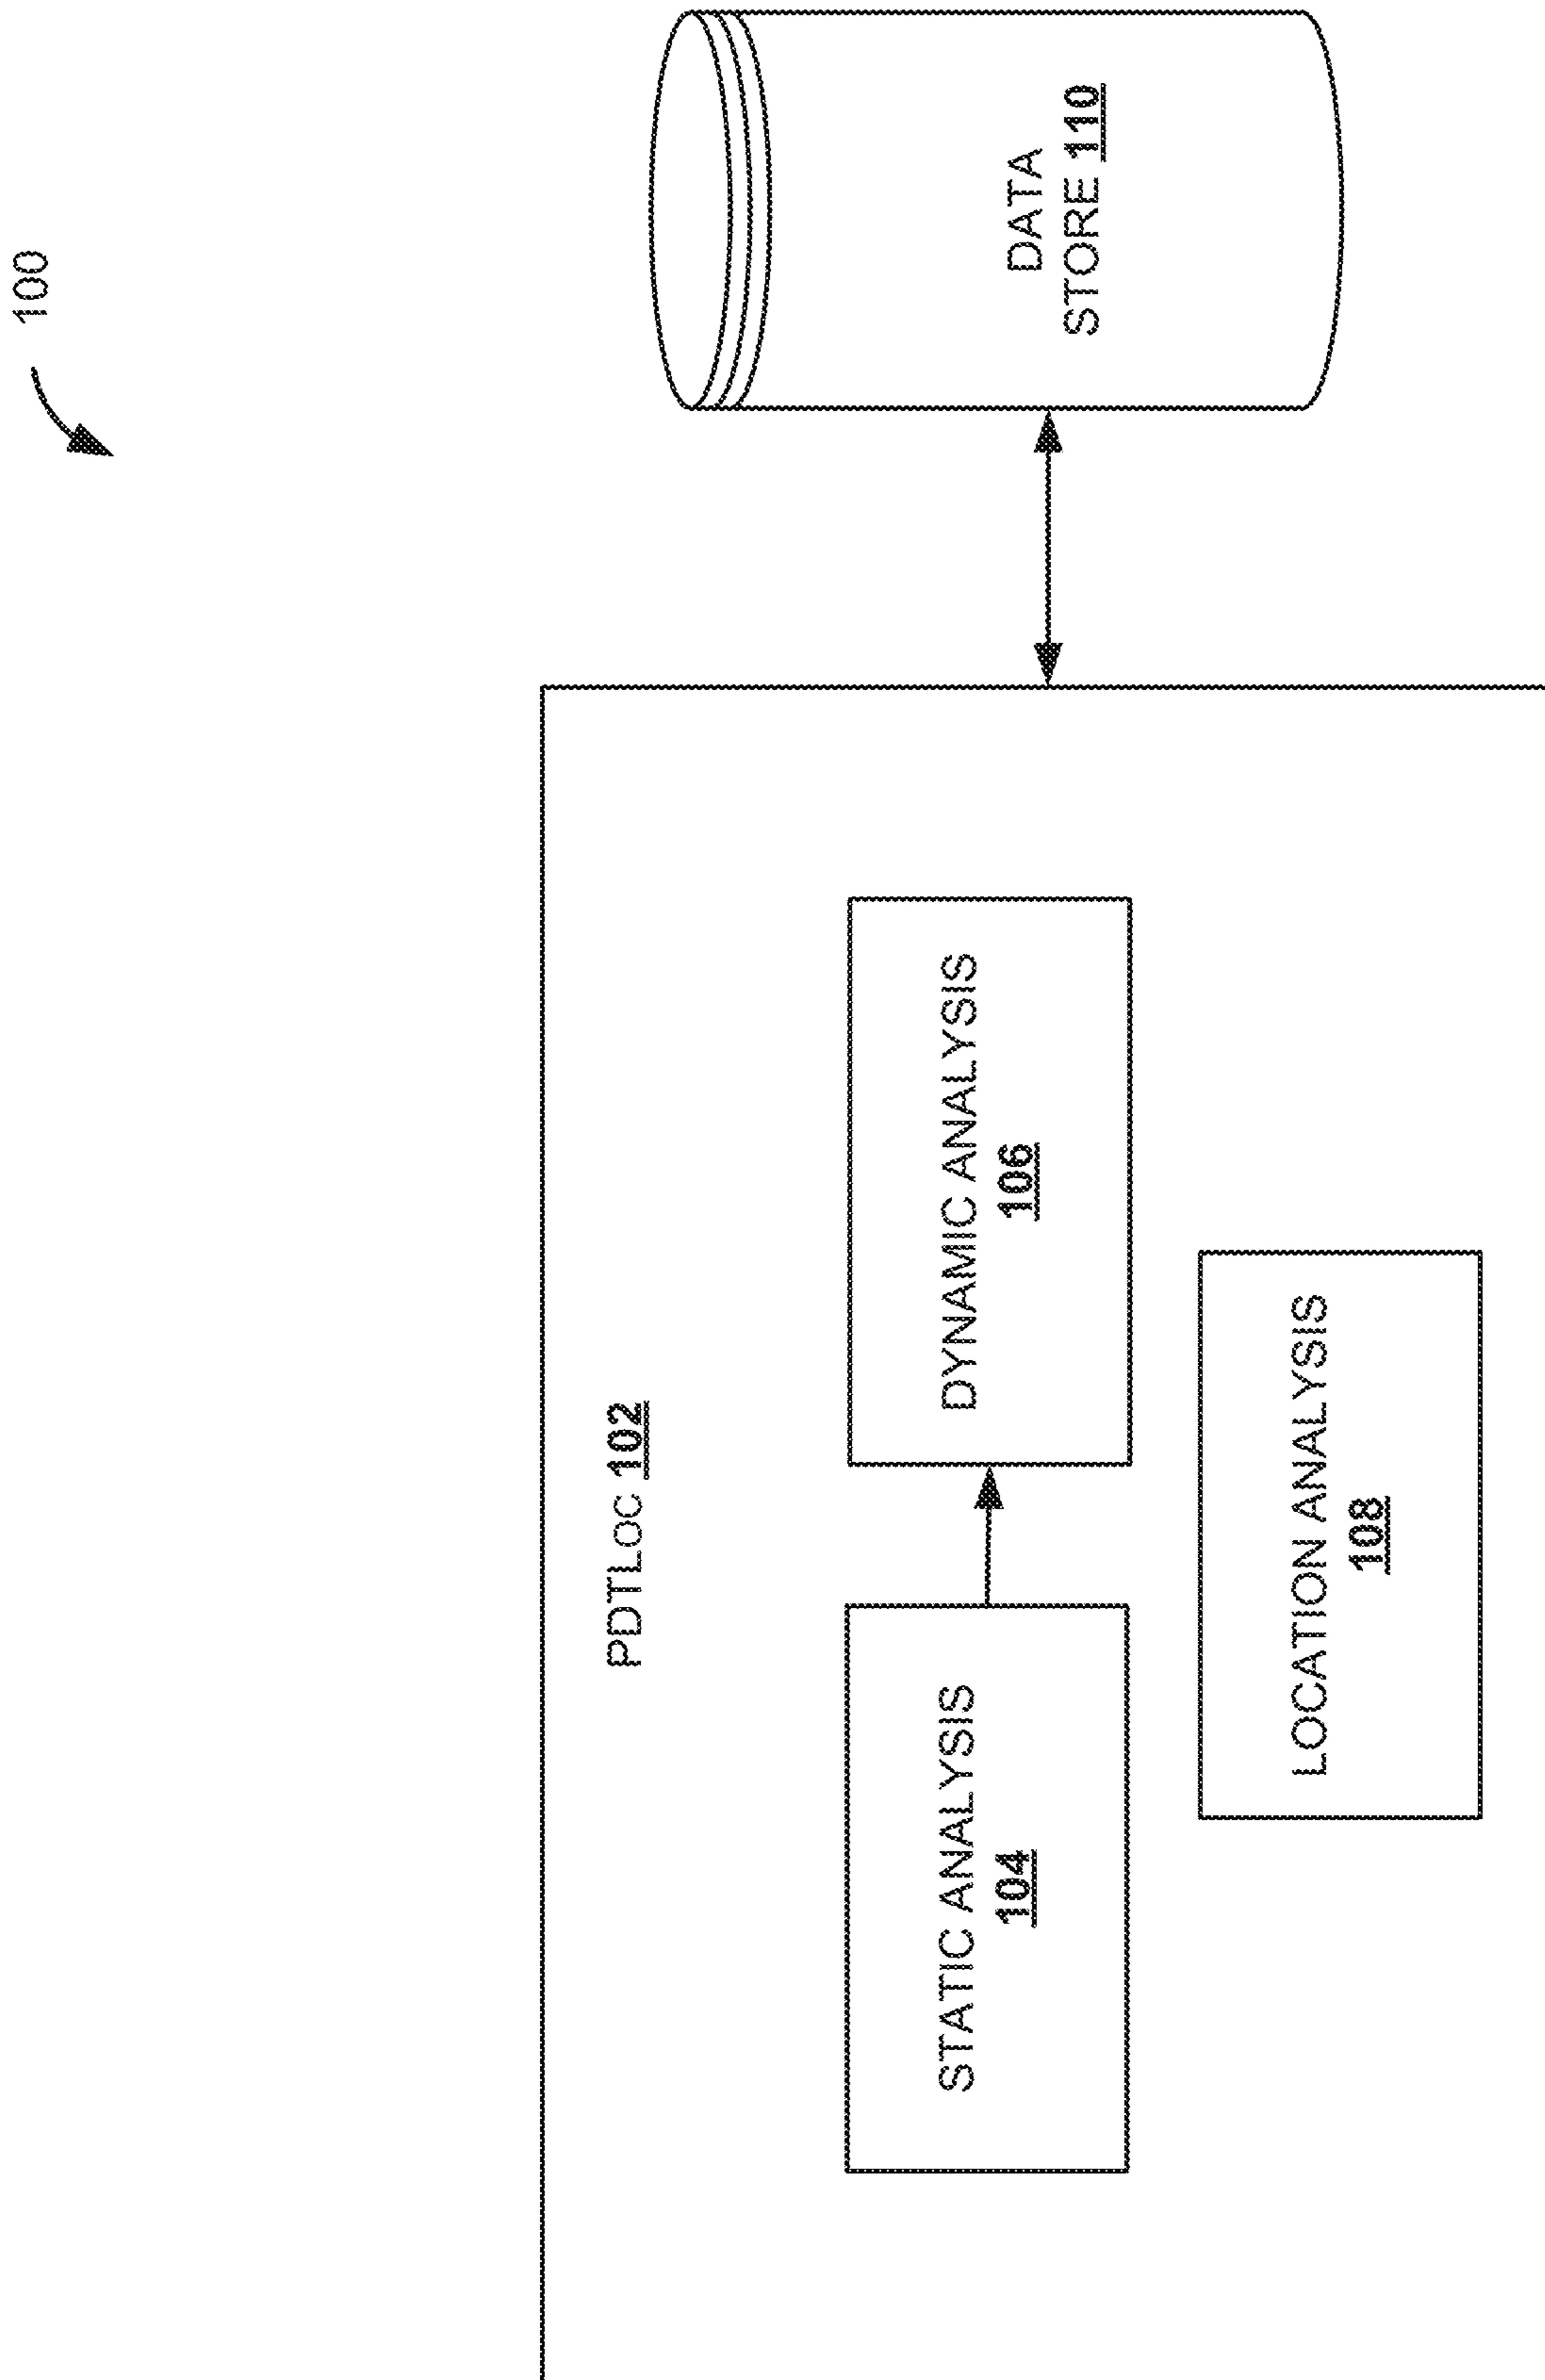 100
PDTLOC 102
STATIC ANALYSIS
104
DYNAMIC ANALYSIS
106
LOCATION ANALYSIS
108
DATA
STORE 110